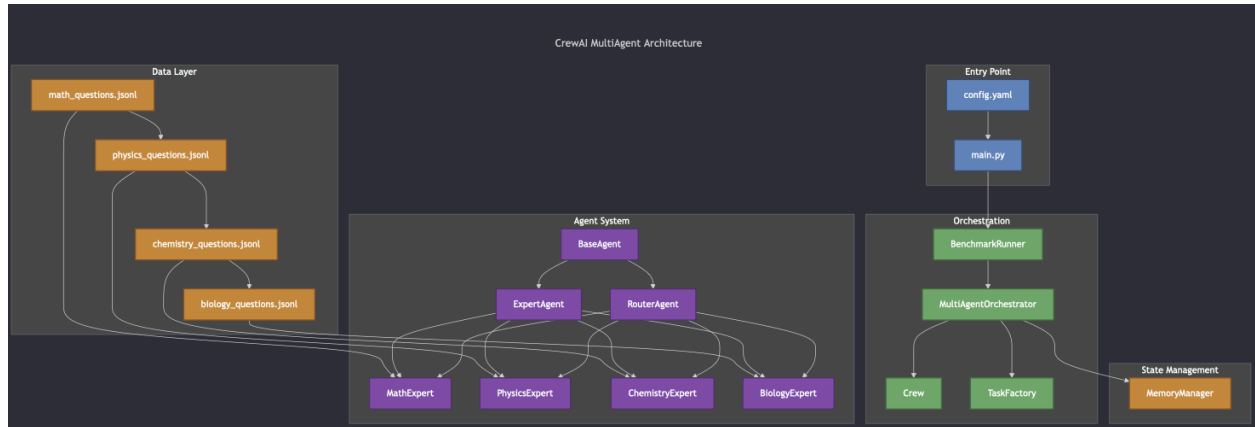 CrewAI MultiAgent Architecture
Data Layer
math_questions.jsonl
physics_questions.jsonl
chemistry_questions.jsonl
biology_questions.jsonl
Entry Point
config.yaml
main.py
Agent System
BaseAgent
ExpertAgent
RouterAgent
MathExpert
PhysicsExpert
ChemistryExpert
BiologyExpert
Orchestration
BenchmarkRunner
MultiAgentOrchestrator
Crew
TaskFactory
State Management
MemoryManager